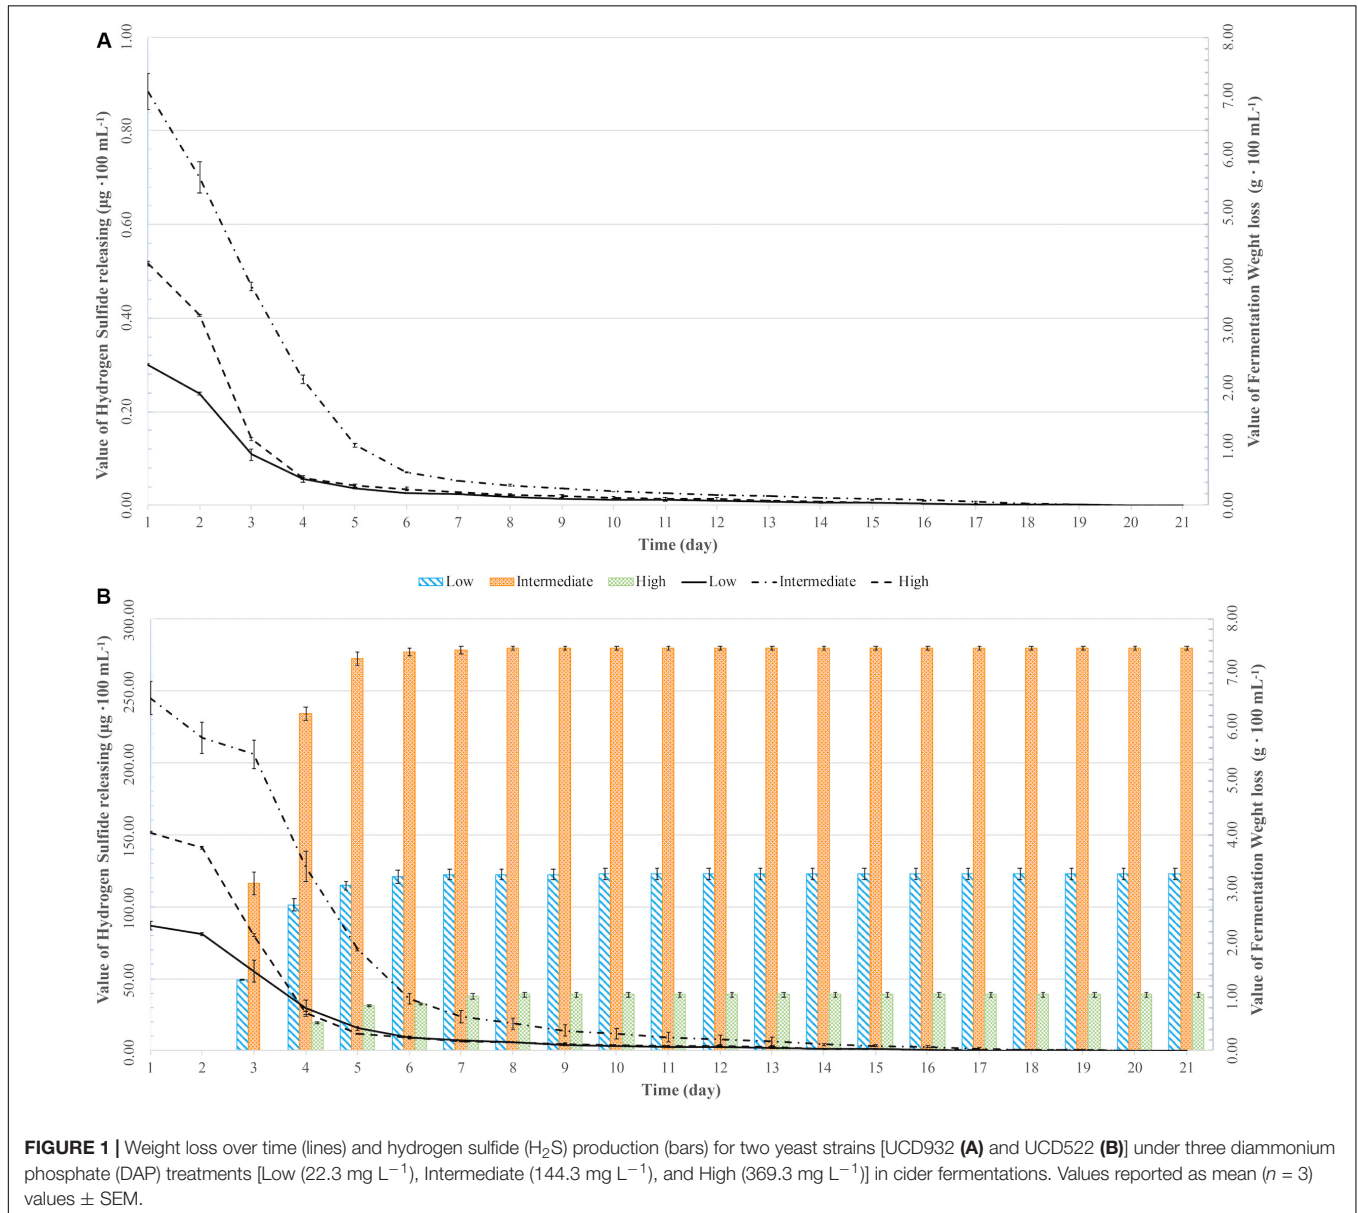 A
1.00
0.80
0.60
0.40
0.20
0.00
Value of Hydrogen Sulfide releasing (µg ·100 mL-1)
8.00
7.00
6.00
5.00
4.00
3.00
2.00
1.00
0.00
Value of Fermentation Weght loss (g · 100 mL-1)
1 2 3 4 5 6 7 8 9 10 11 12 13 14 15 16 17 18 19 20 21
Time (day)
Low Intermediate High Low Intermediate High
B
300.00
250.00
200.00
150.00
100.00
50.00
0.00
Value of Hydrogen Sulfide releasing (µg ·100 mL-1)
8.00
7.00
6.00
5.00
4.00
3.00
2.00
1.00
0.00
Value of Fermentation Weght loss (g · 100 mL-1)
1 2 3 4 5 6 7 8 9 10 11 12 13 14 15 16 17 18 19 20 21
Time (day)
FIGURE 1 | Weight loss over time (lines) and hydrogen sulfide (H2S) production (bars) for two yeast strains [UCD932 (A) and UCD522 (B)] under three diammonium
phosphate (DAP) treatments [Low (22.3 mg L−1), Intermediate (144.3 mg L−1), and High (369.3 mg L−1)] in cider fermentations. Values reported as mean (n = 3)
values ± SEM.